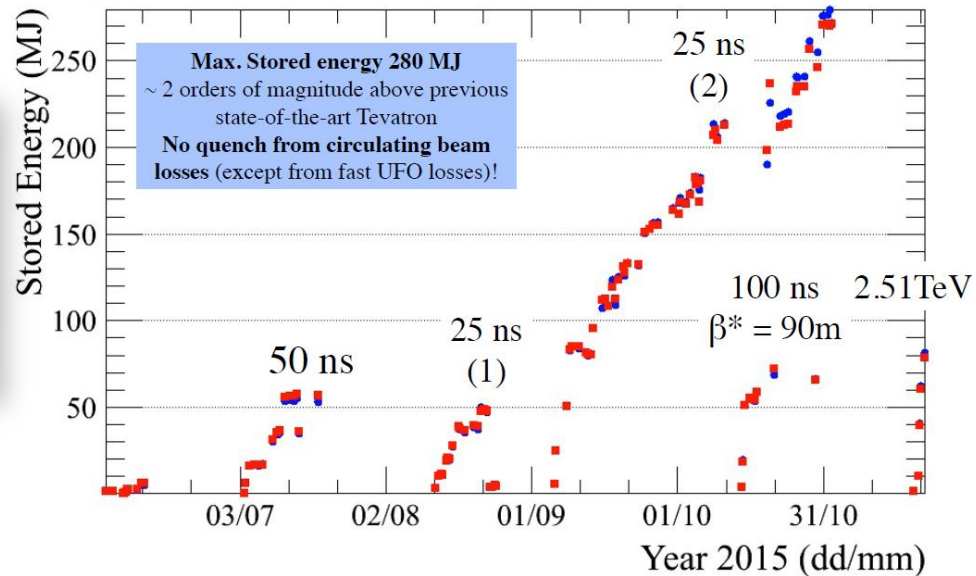 Stored Energy (MJ)
250
200
150
100
50
Max. Stored energy 280 MJ
~ 2 orders of magnitude above previous
state-of-the-art Tevatron
No quench from circulating beam
losses (except from fast UFO losses)!
25 ns
(2)
50 ns
25 ns
(1)
100 ns
β* = 90m
2.51TeV
03/07
02/08
01/09
01/10
31/10
Year 2015 (dd/mm)